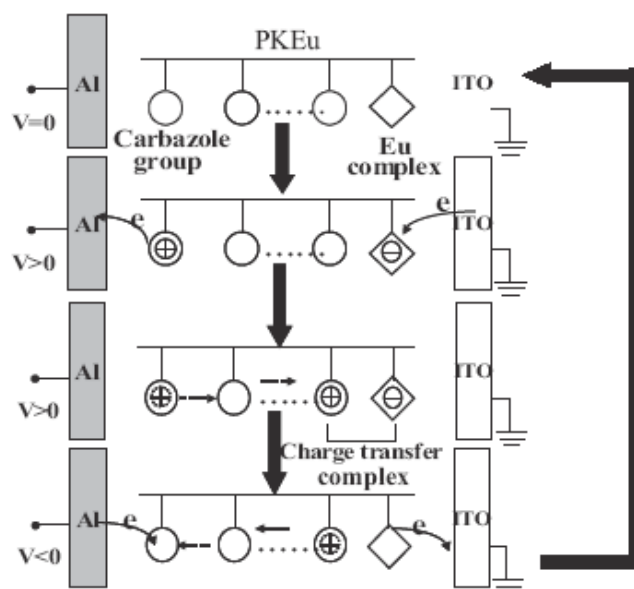 PKEu
Al
ITO
V=0
Carbazole
group
Eu
complex
Al
e
e
ITO
V>0
Al
ITO
V>0
Charge transfer
complex
Al
e
e
ITO
V<0